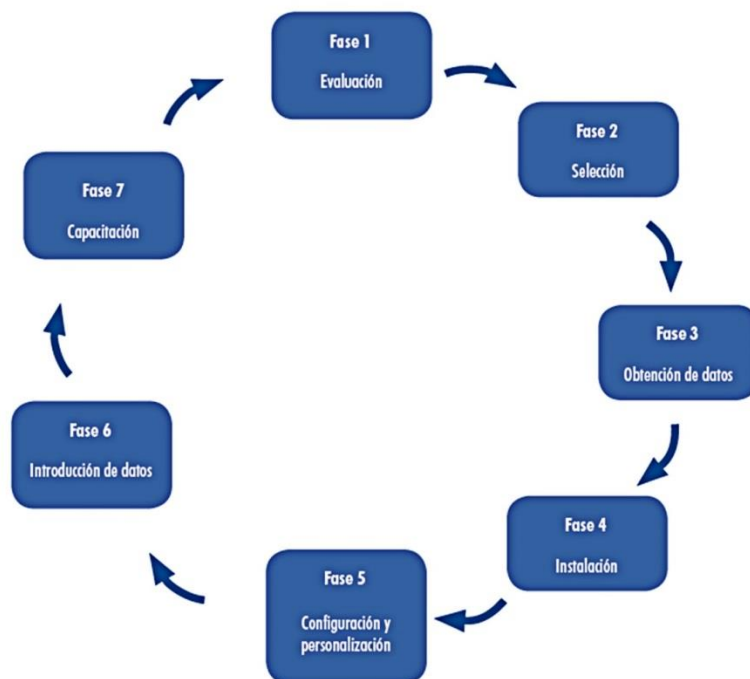 Fase 1
Evaluación
Fase 2
Selección
Fase 3
Obtención de datos
Fase 4
Instalación
Fase 5
Configuración y
personalización
Fase 6
Introducción de datos
Fase 7
Capacitación